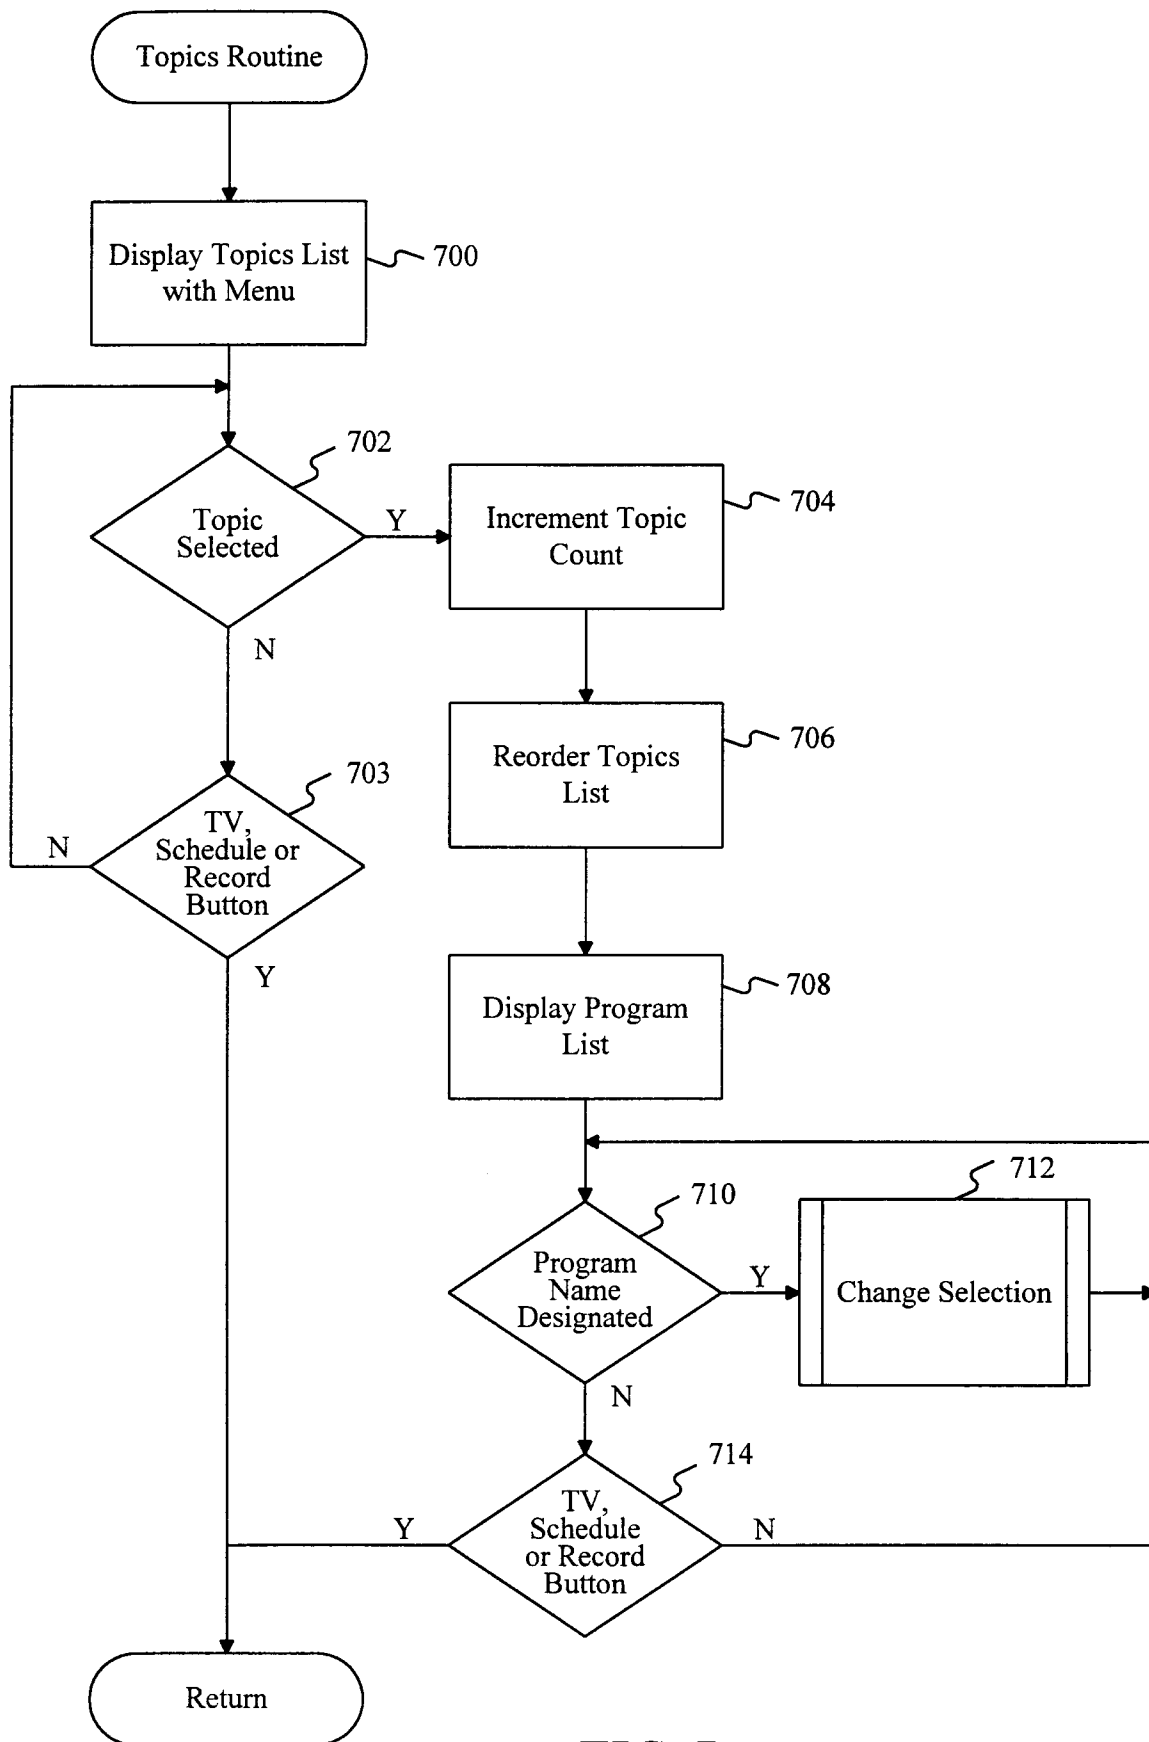 Topics Routine
Display Topics List
with Menu
700
702
Topic
Selected
Y
N
Increment Topic
Count
704
Reorder Topics
List
706
703
TV,
Schedule or
Record
Button
N
Y
Display Program
List
708
710
Program
Name
Designated
Y
N
712
Change Selection
714
TV,
Schedule
or Record
Button
Y
N
Return